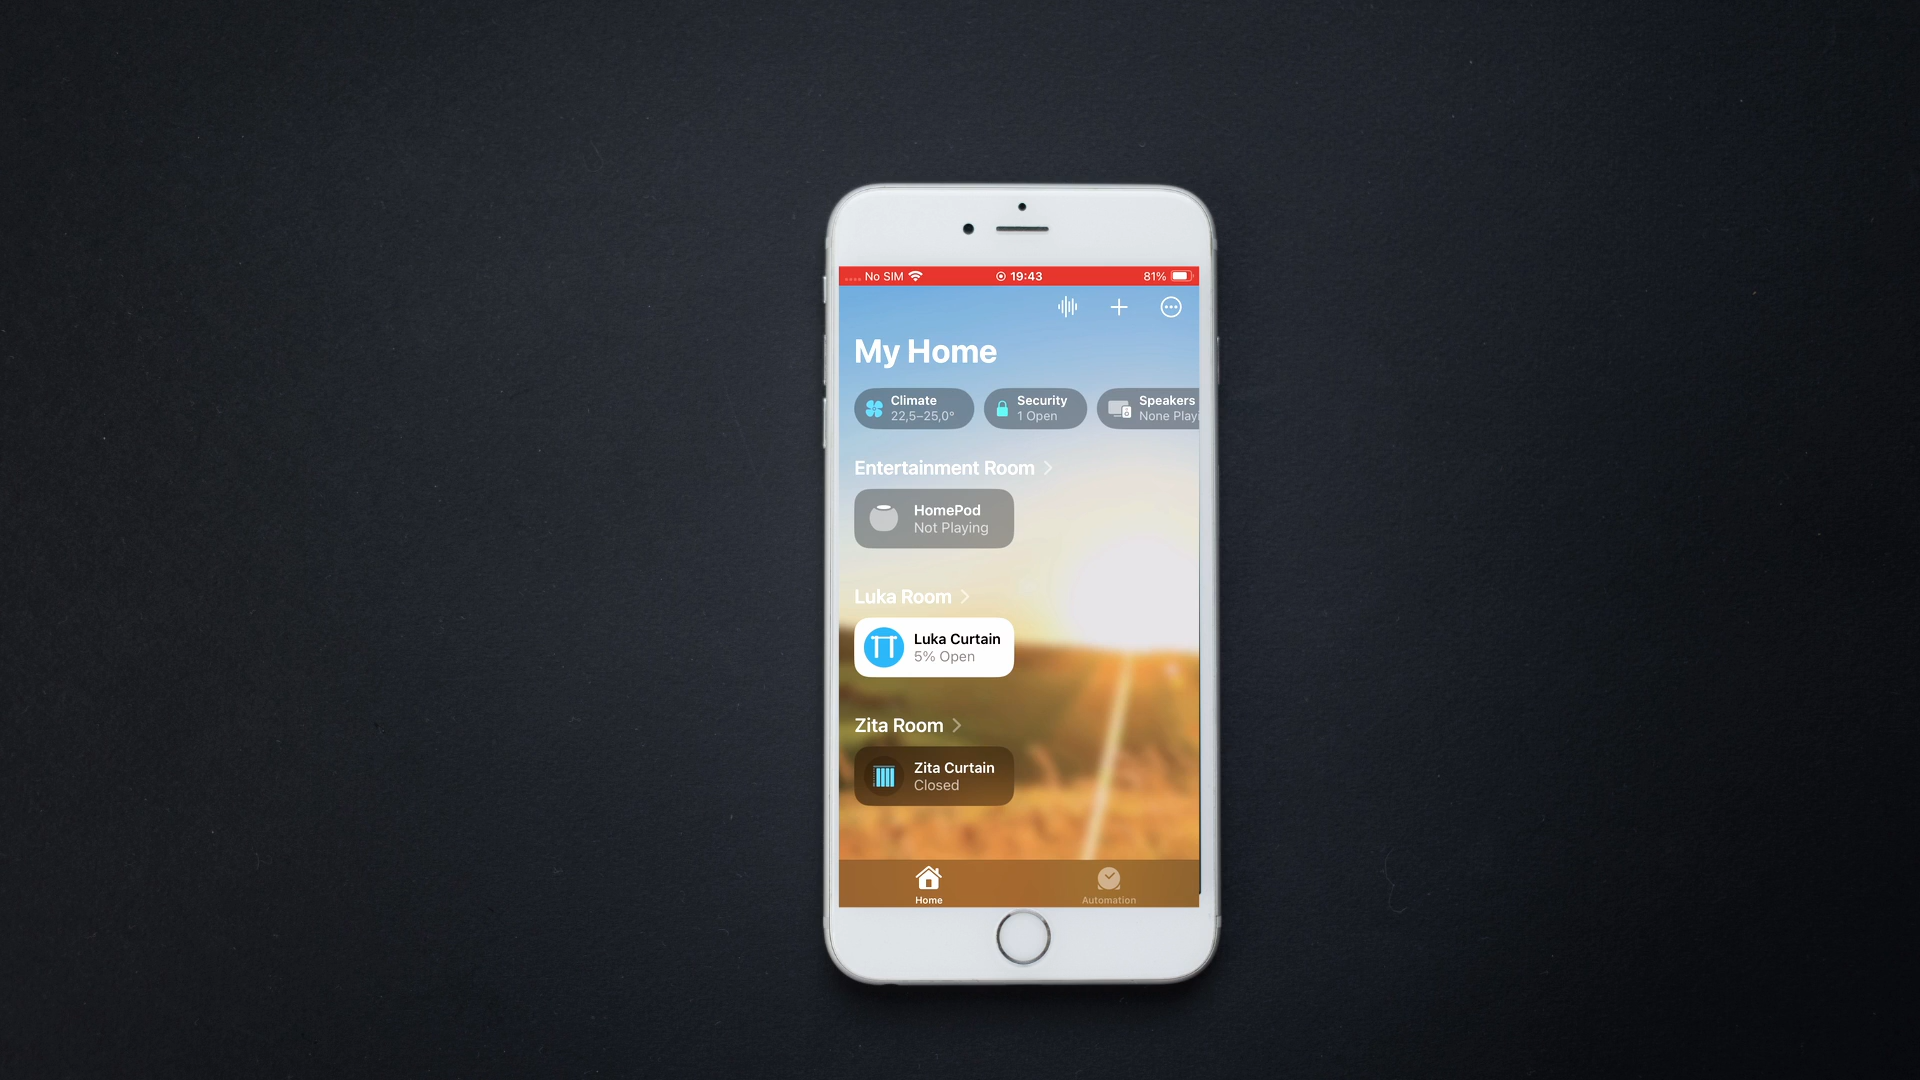 No SIM 19:43 81%
My Home
Climate
22,5–25,0°
Security
1 Open
Speakers
None Playi
Entertainment Room
HomePod
Not Playing
Luka Room
Luka Curtain
5% Open
Zita Room
Zita Curtain
Closed
Home
Automation